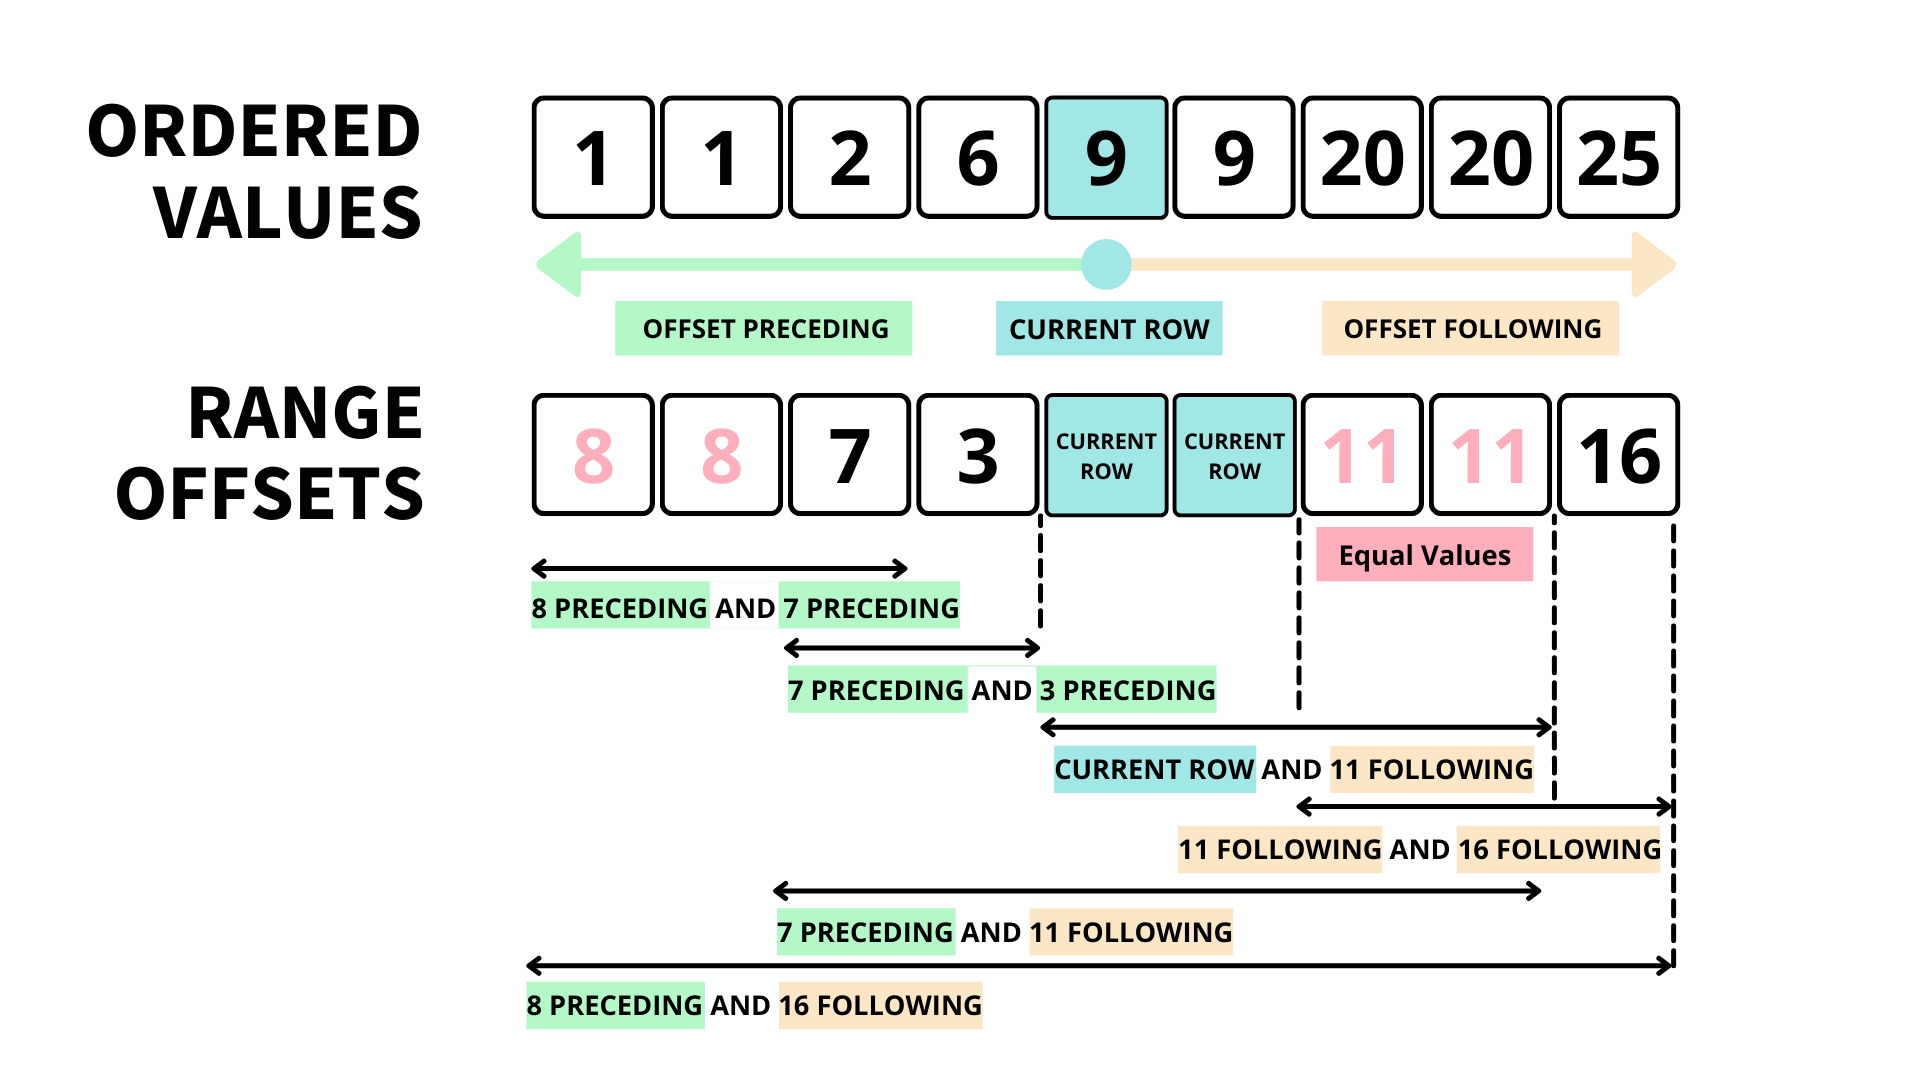 ORDERED
VALUES
1 1 2 6 9 9 20 20 25
OFFSET PRECEDING CURRENT ROW OFFSET FOLLOWING
RANGE
OFFSETS
8 8 7 3 CURRENT ROW CURRENT ROW 11 11 16
Equal Values
8 PRECEDING AND 7 PRECEDING
7 PRECEDING AND 3 PRECEDING
CURRENT ROW AND 11 FOLLOWING
11 FOLLOWING AND 16 FOLLOWING
7 PRECEDING AND 11 FOLLOWING
8 PRECEDING AND 16 FOLLOWING